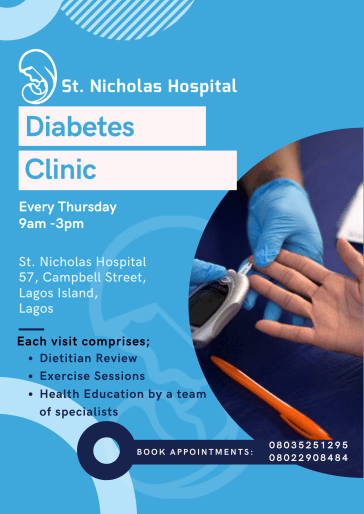 St. Nicholas Hospital
Diabetes
Clinic
Every Thursday
9am -3pm
St. Nicholas Hospital
57, Campbell Street,
Lagos Island,
Lagos
Each visit comprises;
• Dietitian Review
• Exercise Sessions
• Health Education by a team
of specialists
BOOK APPOINTMENTS:
08035251295
08022908484